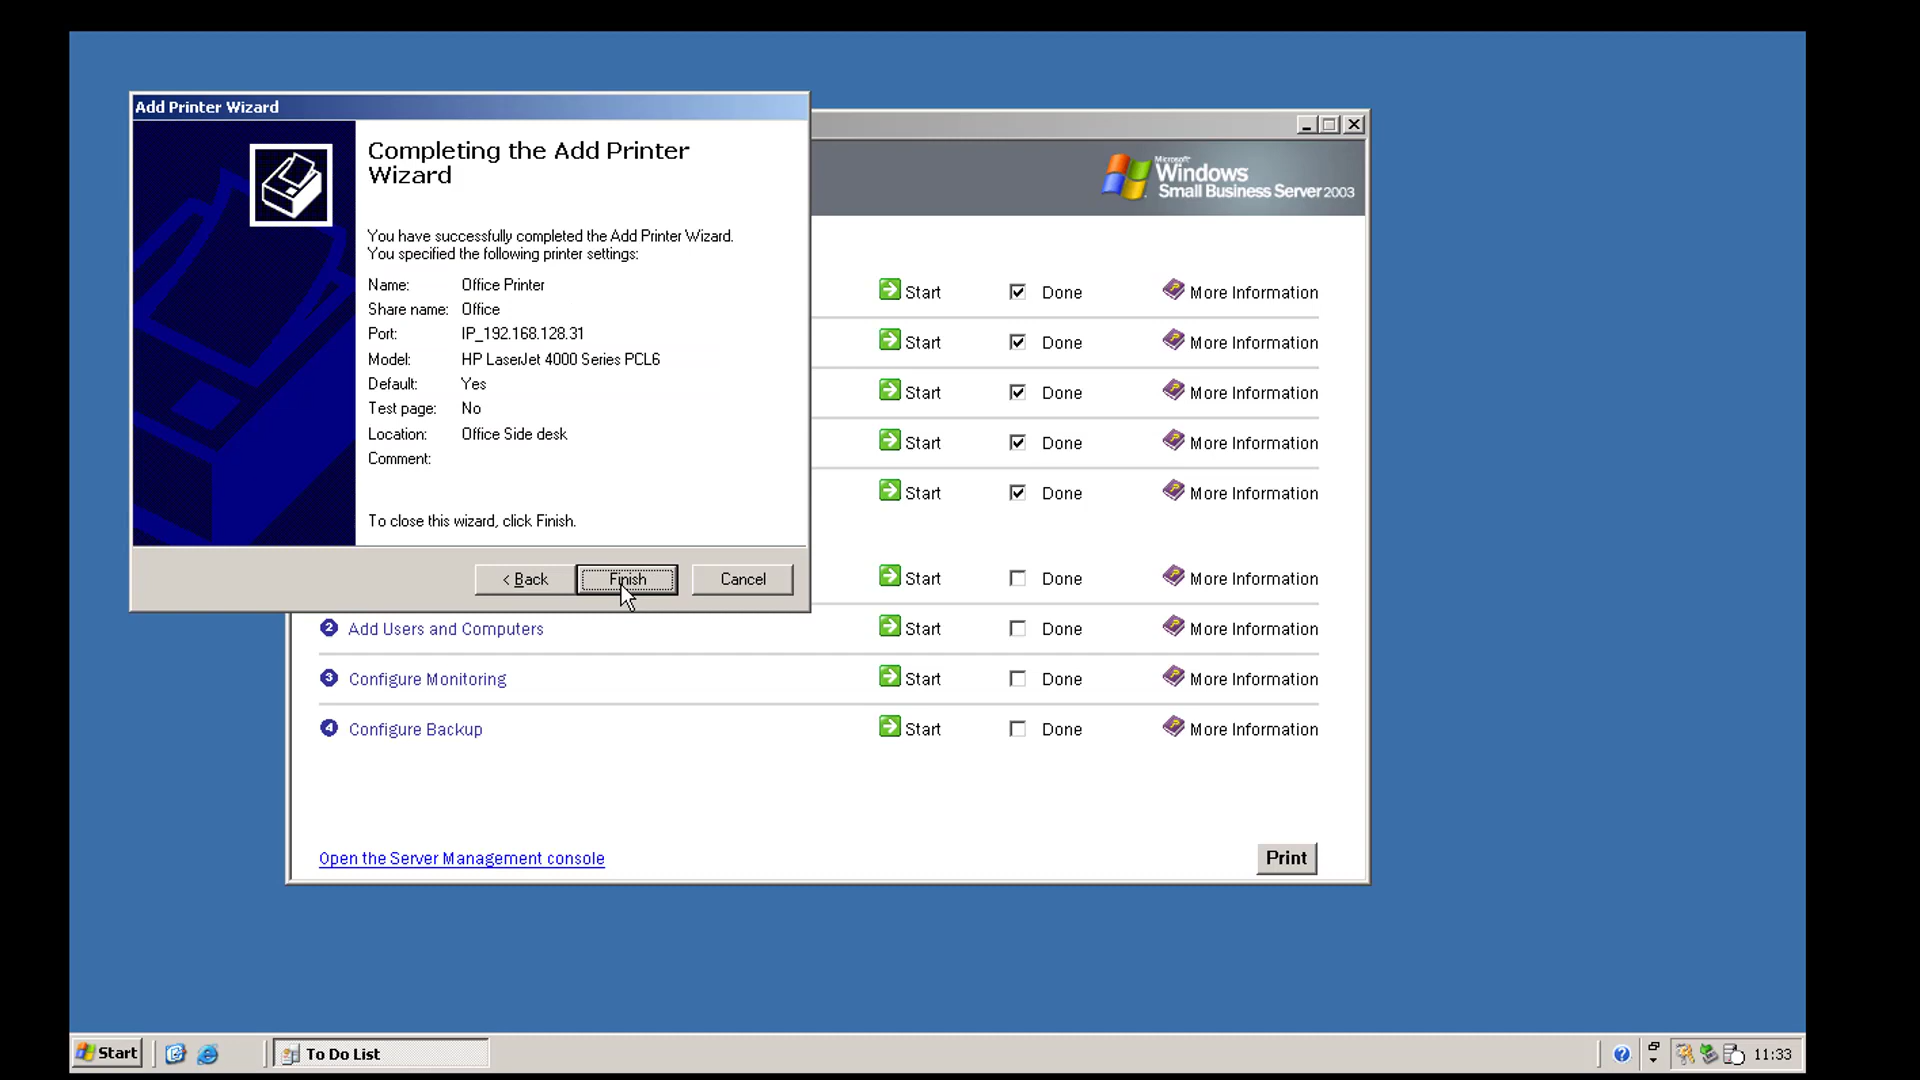 Add Printer Wizard
Completing the Add Printer
Wizard
You have successfully completed the Add Printer Wizard.
You specified the following printer settings:
Name: Office Printer
Share name: Office
Port: IP_192.168.128.31
Model: HP LaserJet 4000 Series PCL6
Default: Yes
Test page: No
Location: Office Side desk
Comment:
To close this wizard, click Finish.
< Back Finish Cancel
Microsoft
Windows
Small Business Server 2003
Start Done More Information
Start Done More Information
Start Done More Information
Start Done More Information
Start Done More Information
Start Done More Information
2 Add Users and Computers Start Done More Information
3 Configure Monitoring Start Done More Information
4 Configure Backup Start Done More Information
Open the Server Management console Print
Start To Do List 11:33